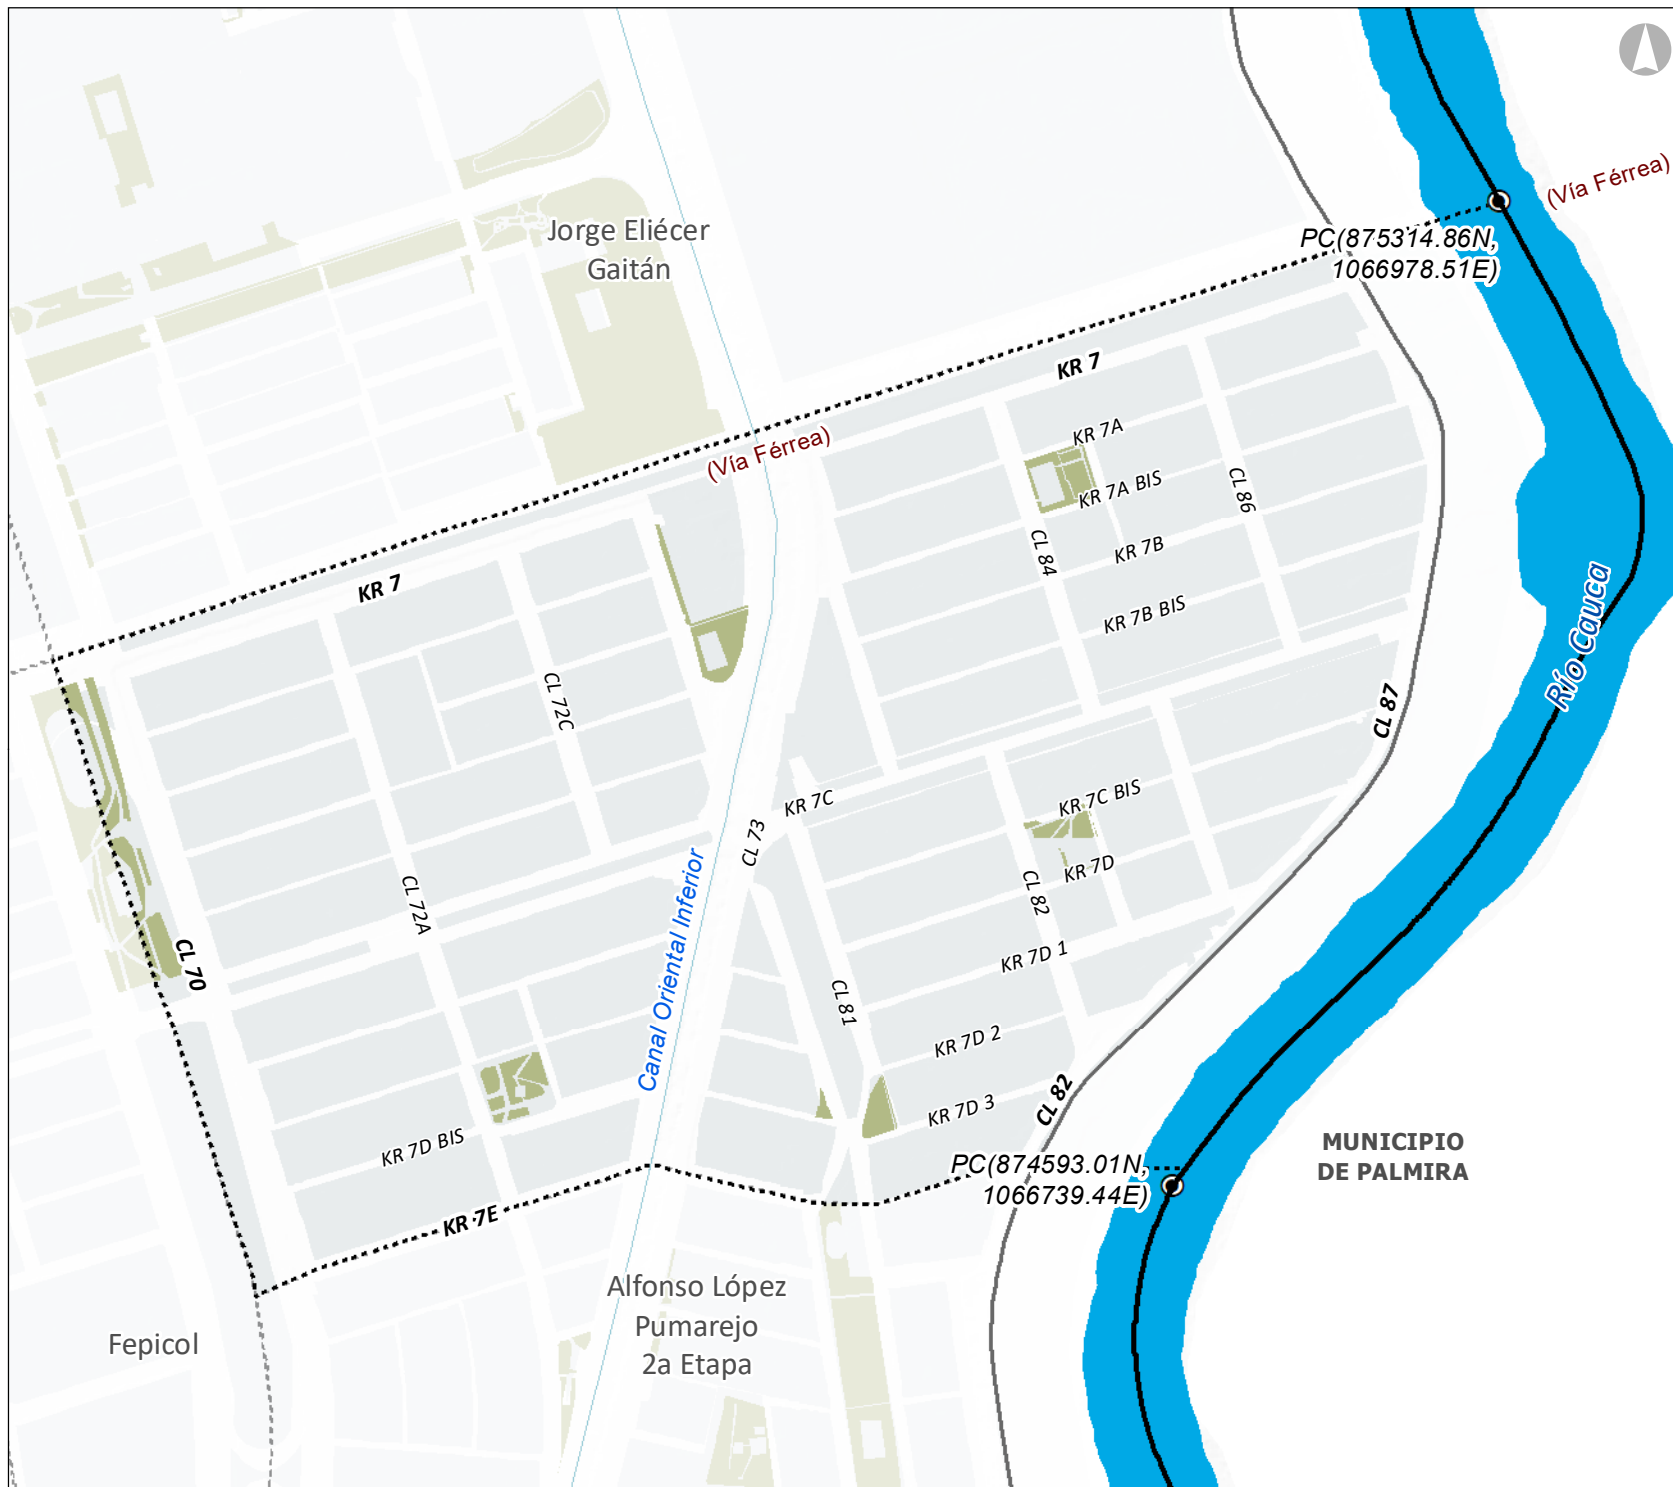 (Vía Férrea)
Jorge Eliécer
Gaitán
PC(875314.86N,
1066978.51E)
KR 7
(Vía Férrea)
KR 7A
KR 7A BIS
CL 86
KR 7B
CL 84
KR 7
KR 7B BIS
Río Cauca
CL 72C
CL 87
KR 7C
KR 7C BIS
CL 73
KR 7D
CL 72A
CL 82
Canal Oriental Inferior
CL 70
KR 7D 1
CL 81
KR 7D 2
KR 7D 3
CL 82
KR 7D BIS
MUNICIPIO
DE PALMIRA
PC(874593.01N,
1066739.44E)
KR 7E
Alfonso López
Pumarejo
2a Etapa
Fepicol